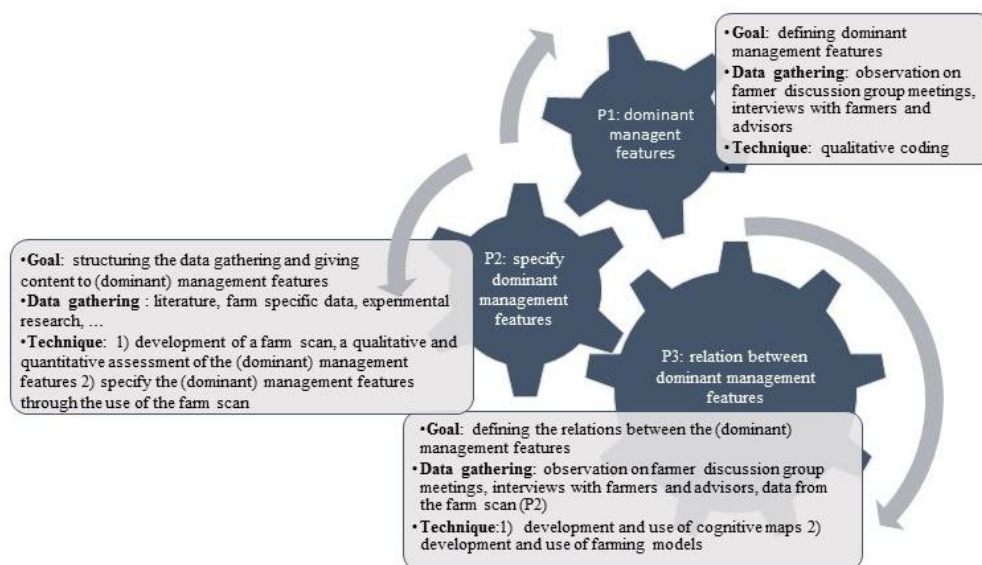 •Goal: defining dominant
management features
•Data gathering: observation on
farmer discussion group meetings,
interviews with farmers and
advisors
•Technique: qualitative coding
•
P1: dominant
managent
features
P2: specify
dominant
management
features
•Goal: structuring the data gathering and giving
content to (dominant) management features
•Data gathering : literature, farm specific data, experimental
research, ...
•Technique: 1) development of a farm scan, a qualitative and
quantitative assessment of the (dominant) management
features 2) specify the (dominant) management features
through the use of the farm scan
P3: relation between
dominant management
features
•Goal: defining the relations between the (dominant)
management features
•Data gathering: observation on farmer discussion group
meetings, interviews with farmers and advisors, data from
the farm scan (P2)
•Technique:1) development and use of cognitive maps 2)
development and use of farming models